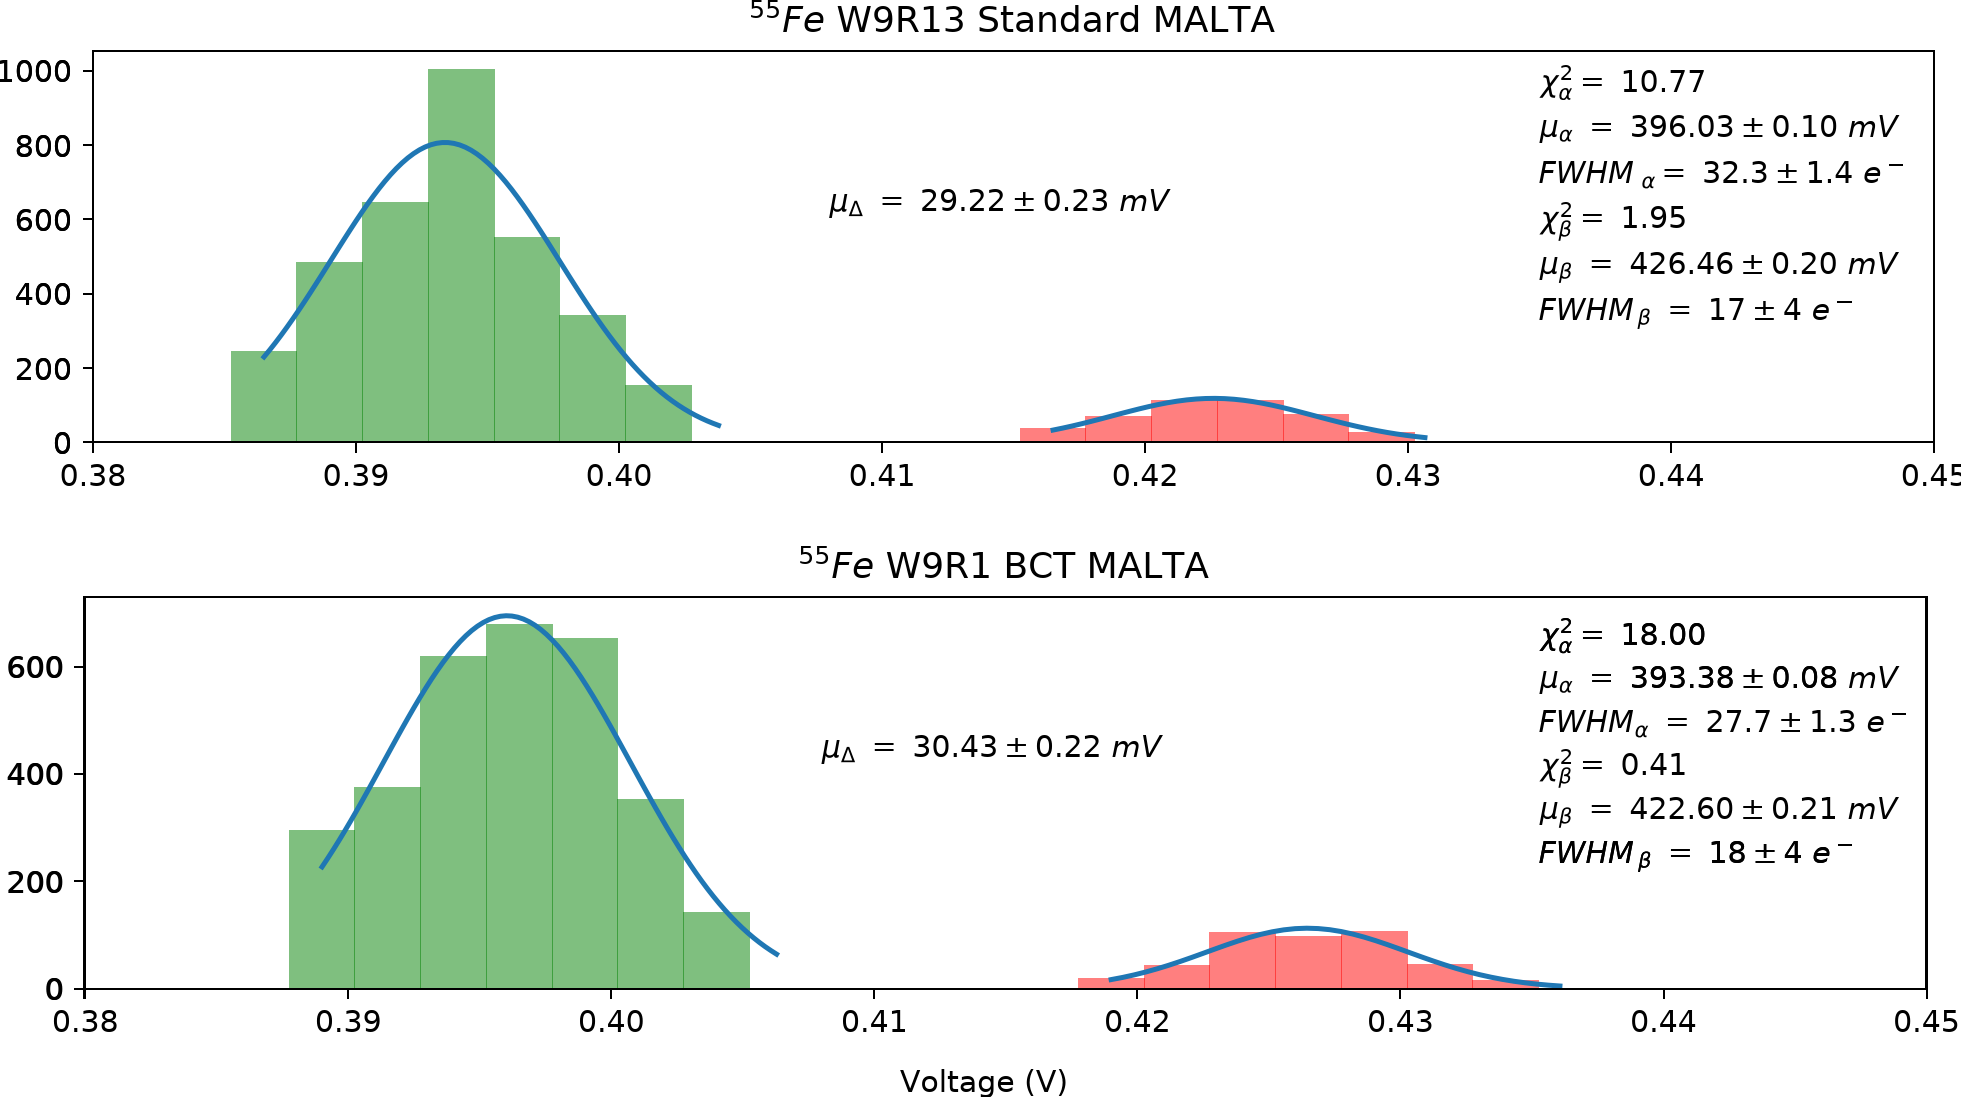 ⁵⁵Fe W9R13 Standard MALTA
1000
800
600
400
200
0
μΔ = 29.22 ± 0.23 mV
χ²α = 10.77
μα = 396.03 ± 0.10 mV
FWHM α = 32.3 ± 1.4 e⁻
χ²β = 1.95
μβ = 426.46 ± 0.20 mV
FWHM β = 17 ± 4 e⁻
0.38 0.39 0.40 0.41 0.42 0.43 0.44 0.45
⁵⁵Fe W9R1 BCT MALTA
600
400
200
0
μΔ = 30.43 ± 0.22 mV
χ²α = 18.00
μα = 393.38 ± 0.08 mV
FWHMα = 27.7 ± 1.3 e⁻
χ²β = 0.41
μβ = 422.60 ± 0.21 mV
FWHM β = 18 ± 4 e⁻
0.38 0.39 0.40 0.41 0.42 0.43 0.44 0.45
Voltage (V)